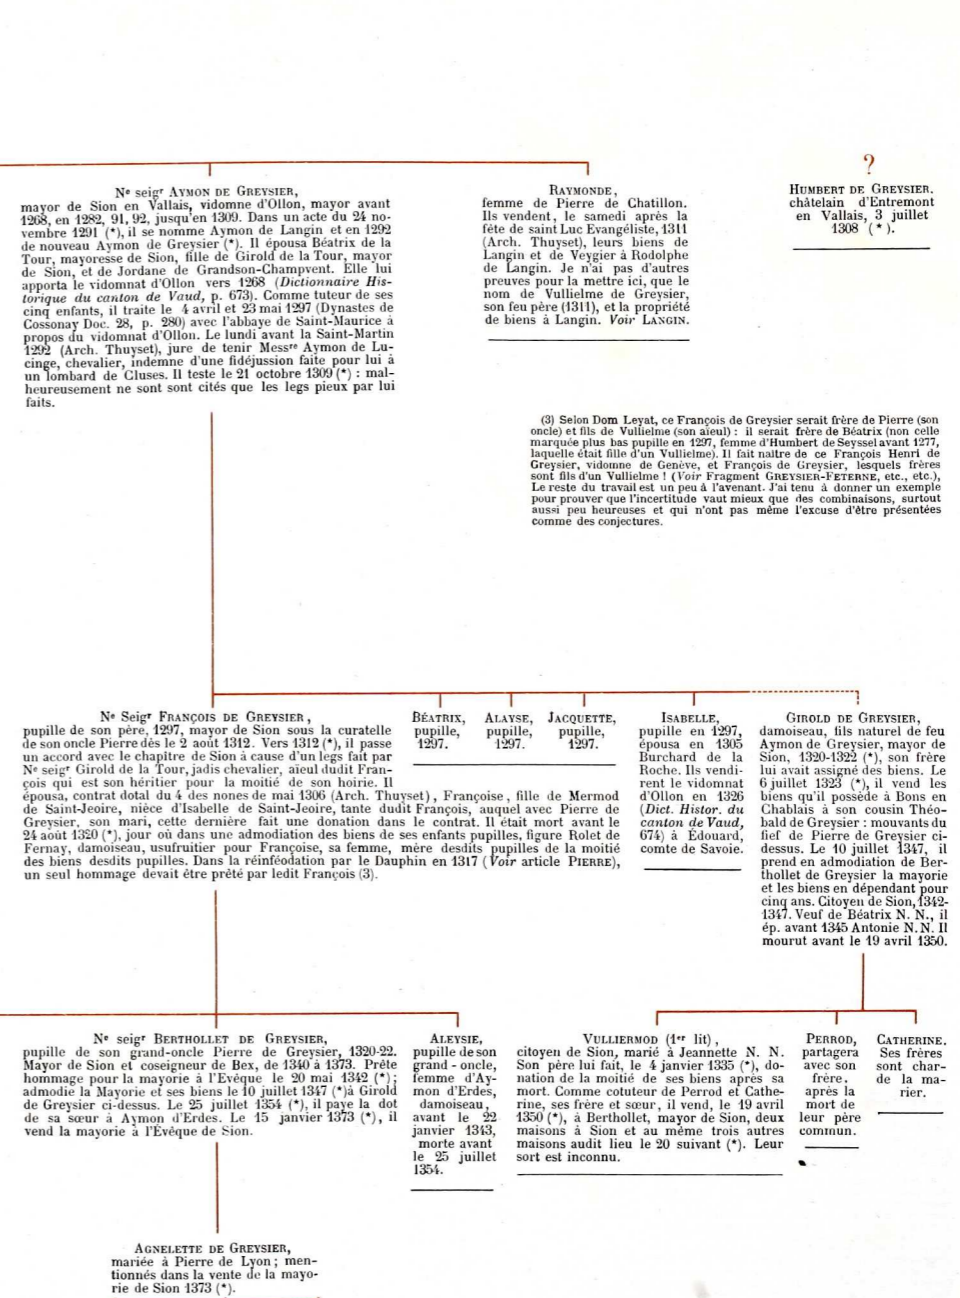 Nᵉ seigʳ AYMON DE GREYSIER,
mayor de Sion en Vallais, vidomne d'Ollon, mayor avant
1268, en 1282, 91, 92, jusqu'en 1309. Dans un acte du 24 no-
vembre 1291 (*), il se nomme Aymon de Langin et en 1292
de nouveau Aymon de Greysier (*). Il épousa Béatrix de la
Tour, mayoresse de Sion, fille de Girold de la Tour, mayor
de Sion, et de Jordane de Grandson-Champvent. Elle lui
apporta le vidomnat d'Ollon vers 1268 (Dictionnaire His-
torique du canton de Vaud, p. 673). Comme tuteur de ses
cinq enfants, il traite le 4 avril et 23 mai 1297 (Dynastes de
Cossonay Doc. 28, p. 280) avec l'abbaye de Saint-Maurice à
propos du vidomnat d'Ollon. Le lundi avant la Saint-Martin
1292 (Arch. Thuyset), jure de tenir Messʳᵉ Aymon de Lu-
cinge, chevalier, indemne d'une fidéjussion faite pour lui à
un lombard de Cluses. Il teste le 21 octobre 1309 (*) : mal-
heureusement ne sont sont cités que les legs pieux par lui
faits.
RAYMONDE,
femme de Pierre de Chatillon.
Ils vendent, le samedi après la
fête de saint Luc Evangéliste, 1311
(Arch. Thuyset), leurs biens de
Langin et de Veygier à Rodolphe
de Langin. Je n'ai pas d'autres
preuves pour la mettre ici, que le
nom de Vullielme de Greysier,
son feu père (1311), et la propriété
de biens à Langin. Voir LANGIN.
?
HUMBERT DE GREYSIER.
châtelain d'Entremont
en Vallais, 3 juillet
1308 (*).
(3) Selon Dom Leyat, ce François de Greysier serait frère de Pierre (son
oncle) et fils de Vullielme (son aïeul) : il serait frère de Béatrix (non celle
marquée plus bas pupille en 1297, femme d'Humbert de Seyssel avant 1277,
laquelle était fille d'un Vullielme). Il fait naître de ce François Henri de
Greysier, vidomne de Genève, et François de Greysier, lesquels frères
sont fils d'un Vullielme ! (Voir Fragment GREYSIER-FETERNE, etc., etc.),
Le reste du travail est un peu à l'avenant. J'ai tenu à donner un exemple
pour prouver que l'incertitude vaut mieux que des combinaisons, surtout
aussi peu heureuses et qui n'ont pas même l'excuse d'être présentées
comme des conjectures.
Nᵉ Seigʳ FRANÇOIS DE GREYSIER,
pupille de son père, 1297, mayor de Sion sous la curatelle
de son oncle Pierre dès le 2 août 1312. Vers 1312 (*), il passe
un accord avec le chapitre de Sion à cause d'un legs fait par
Nᵉ seigʳ Girold de la Tour, jadis chevalier, aïeul dudit Fran-
çois qui est son héritier pour la moitié de son hoirie. Il
épousa, contrat dotal du 4 des nones de mai 1306 (Arch. Thuyset), Françoise, fille de Mermod
de Saint-Jeoire, nièce d'Isabelle de Saint-Jeoire, tante dudit François, auquel avec Pierre de
Greysier, son mari, cette dernière fait une donation dans le contrat. Il était mort avant le
24 août 1320 (*), jour où dans une admodiation des biens de ses enfants pupilles, figure Rolet de
Fernay, damoiseau, usufruitier pour Françoise, sa femme, mère desdits pupilles de la moitié
des biens desdits pupilles. Dans la réinféodation par le Dauphin en 1317 (Voir article PIERRE),
un seul hommage devait être prêté par ledit François (3).
BÉATRIX,
pupille,
1297.
ALAYSE,
pupille,
1297.
JACQUETTE,
pupille,
1297.
ISABELLE,
pupille en 1297,
épousa en 1305
Burchard de la
Roche. Ils vendi-
rent le vidomnat
d'Ollon en 1326
(Dict. Histor. du
canton de Vaud,
674) à Édouard,
comte de Savoie.
GIROLD DE GREYSIER,
damoiseau, fils naturel de feu
Aymon de Greysier, mayor de
Sion, 1320-1322 (*), son frère
lui avait assigné des biens. Le
6 juillet 1323 (*), il vend les
biens qu'il possède à Bons en
Chablais à son cousin Théo-
bald de Greysier : mouvants du
fief de Pierre de Greysier ci-
dessus. Le 10 juillet 1347, il
prend en admodiation de Ber-
thollet de Greysier la mayorie
et les biens en dépendant pour
cinq ans. Citoyen de Sion, 1342-
1347. Veuf de Béatrix N. N., il
ép. avant 1345 Antonie N. N. Il
mourut avant le 19 avril 1350.
Nᵉ seigʳ BERTHOLLET DE GREYSIER,
pupille de son grand-oncle Pierre de Greysier, 1320-22.
Mayor de Sion et coseigneur de Bex, de 1340 à 1373. Prête
hommage pour la mayorie à l'Evêque le 20 mai 1342 (*) ;
admodie la Mayorie et ses biens le 10 juillet 1347 (*) à Girold
de Greysier ci-dessus. Le 25 juillet 1354 (*), il paye la dot
de sa sœur à Aymon d'Erdes. Le 15 janvier 1373 (*), il
vend la mayorie à l'Evêque de Sion.
ALEYSIE,
pupille de son
grand-oncle,
femme d'Ay-
mon d'Erdes,
damoiseau,
avant le 22
janvier 1343,
morte avant
le 25 juillet
1354.
VULLIERMOD (1ᵉʳ lit),
citoyen de Sion, marié à Jeannette N. N.
Son père lui fait, le 4 janvier 1335 (*), do-
nation de la moitié de ses biens après sa
mort. Comme cotuteur de Perrod et Cathe-
rine, ses frère et sœur, il vend, le 19 avril
1350 (*), à Berthollet, mayor de Sion, deux
maisons à Sion et au même trois autres
maisons audit lieu le 20 suivant (*). Leur
sort est inconnu.
PERROD,
partagera
avec son
frère.
après la
mort de
leur père
commun.
CATHERINE.
Ses frères
sont char-
de la ma-
rier.
AGNELETTE DE GREYSIER,
mariée à Pierre de Lyon ; men-
tionnés dans la vente de la mayo-
rie de Sion 1373 (*).